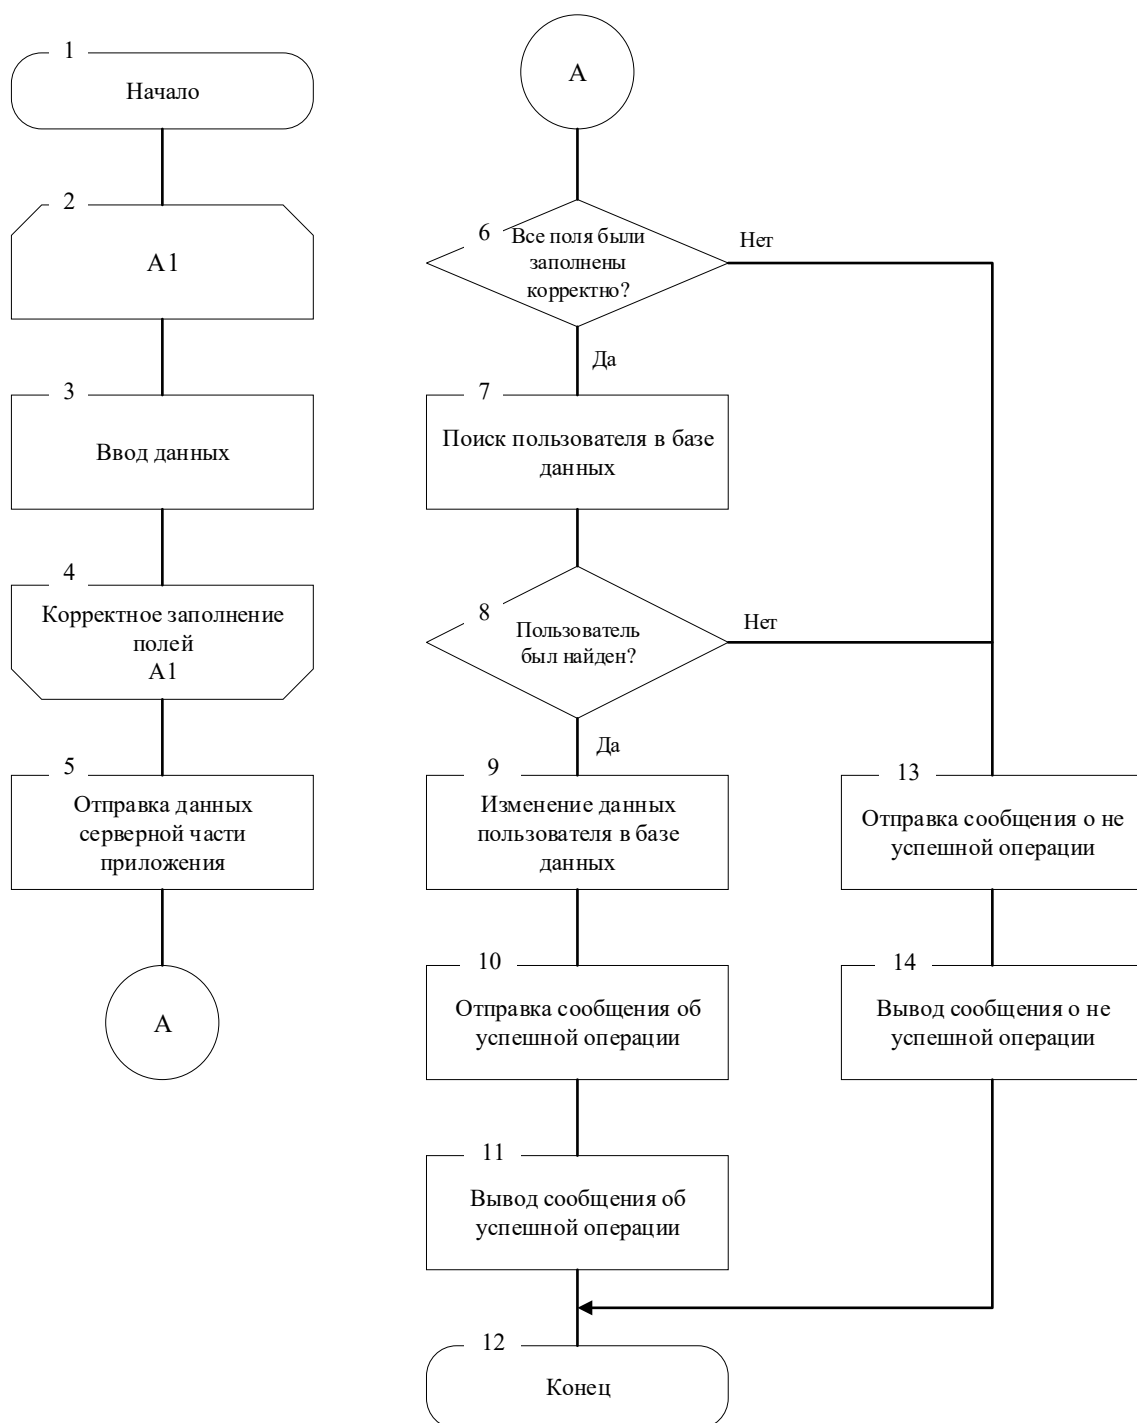 1
Начало
2
А1
3
Ввод данных
4
Корректное заполнение
полей
А1
5
Отправка данных
серверной части
приложения
А
А
6
Все поля были
заполнены
корректно?
Нет
Да
7
Поиск пользователя в базе
данных
8
Пользователь
был найден?
Нет
Да
9
Изменение данных
пользователя в базе
данных
10
Отправка сообщения об
успешной операции
11
Вывод сообщения об
успешной операции
12
Конец
13
Отправка сообщения о не
успешной операции
14
Вывод сообщения о не
успешной операции